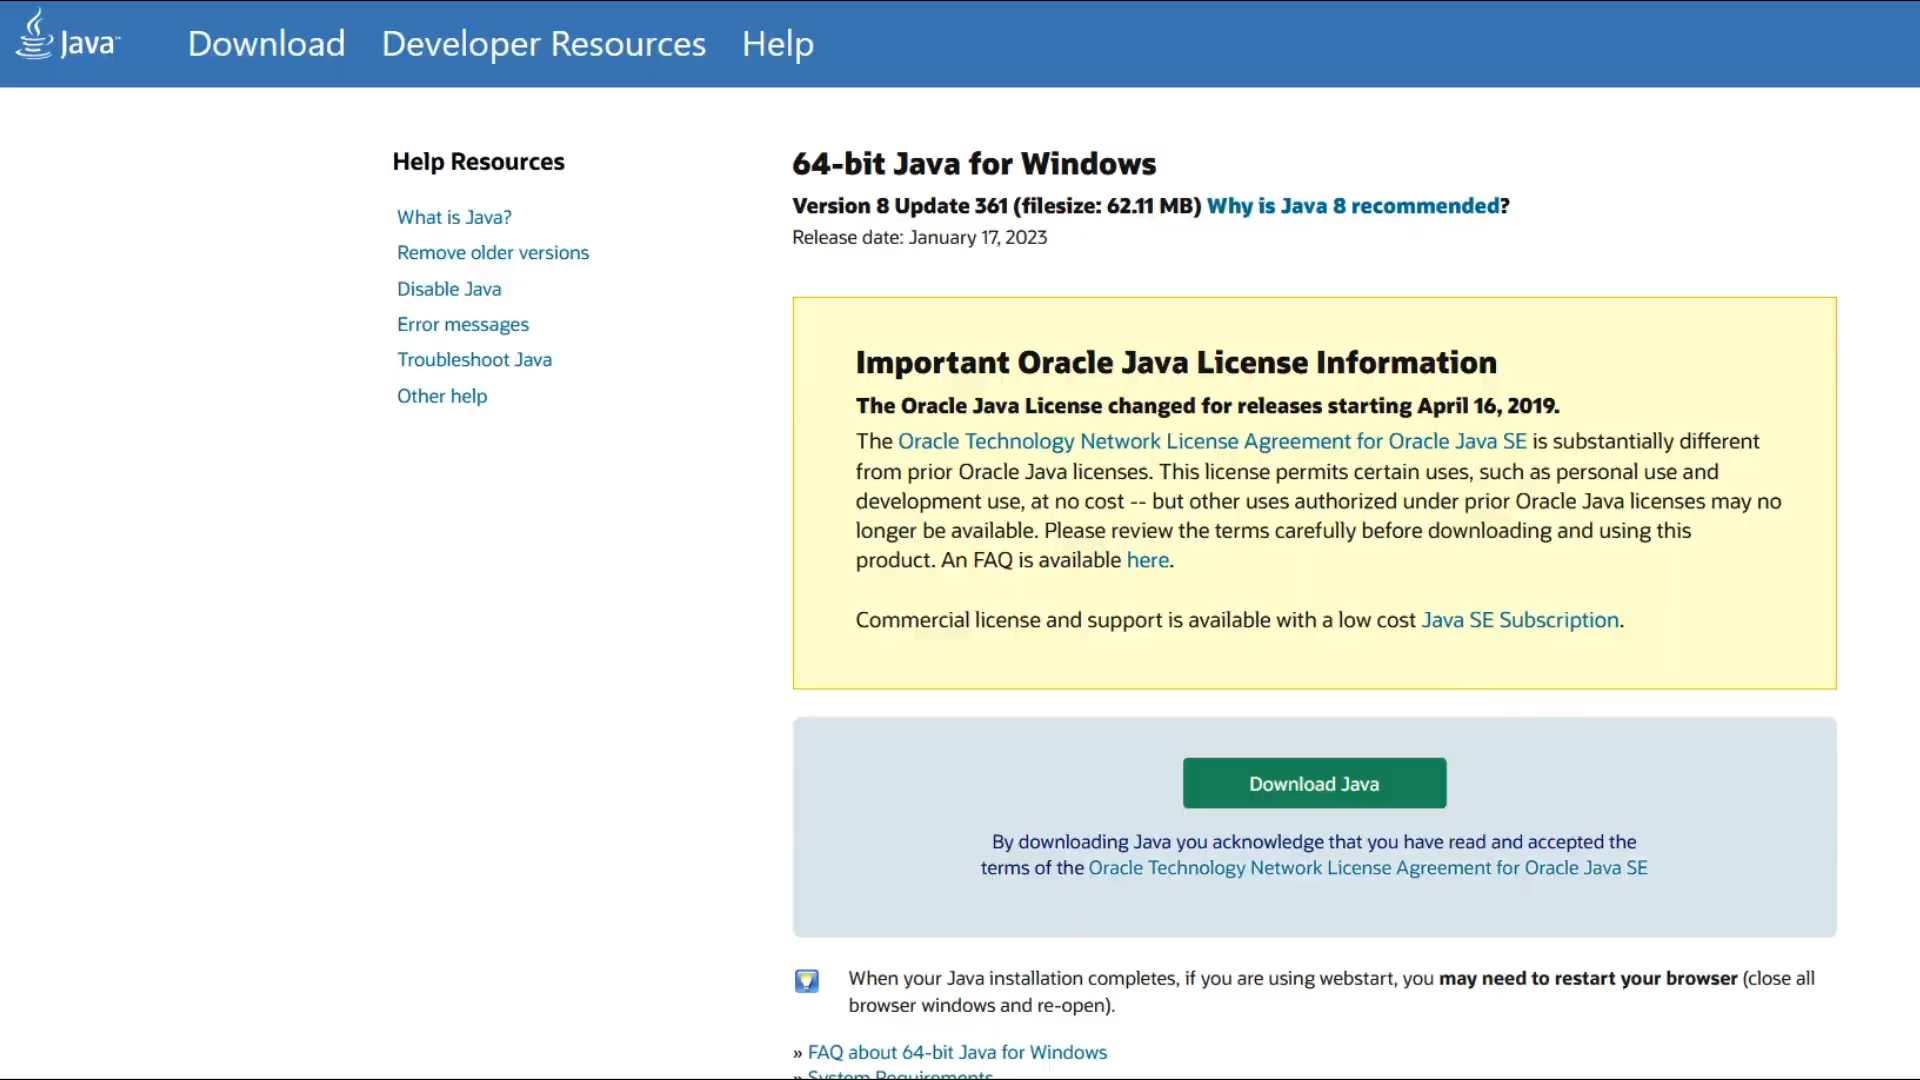 Java™
Download
Developer Resources
Help
Help Resources
What is Java?
Remove older versions
Disable Java
Error messages
Troubleshoot Java
Other help
64-bit Java for Windows
Version 8 Update 361 (filesize: 62.11 MB) Why is Java 8 recommended?
Release date: January 17, 2023
Important Oracle Java License Information
The Oracle Java License changed for releases starting April 16, 2019.
The Oracle Technology Network License Agreement for Oracle Java SE is substantially different
from prior Oracle Java licenses. This license permits certain uses, such as personal use and
development use, at no cost -- but other uses authorized under prior Oracle Java licenses may no
longer be available. Please review the terms carefully before downloading and using this
product. An FAQ is available here.
Commercial license and support is available with a low cost Java SE Subscription.
Download Java
By downloading Java you acknowledge that you have read and accepted the
terms of the Oracle Technology Network License Agreement for Oracle Java SE
When your Java installation completes, if you are using webstart, you may need to restart your browser (close all
browser windows and re-open).
» FAQ about 64-bit Java for Windows
» System Requirements